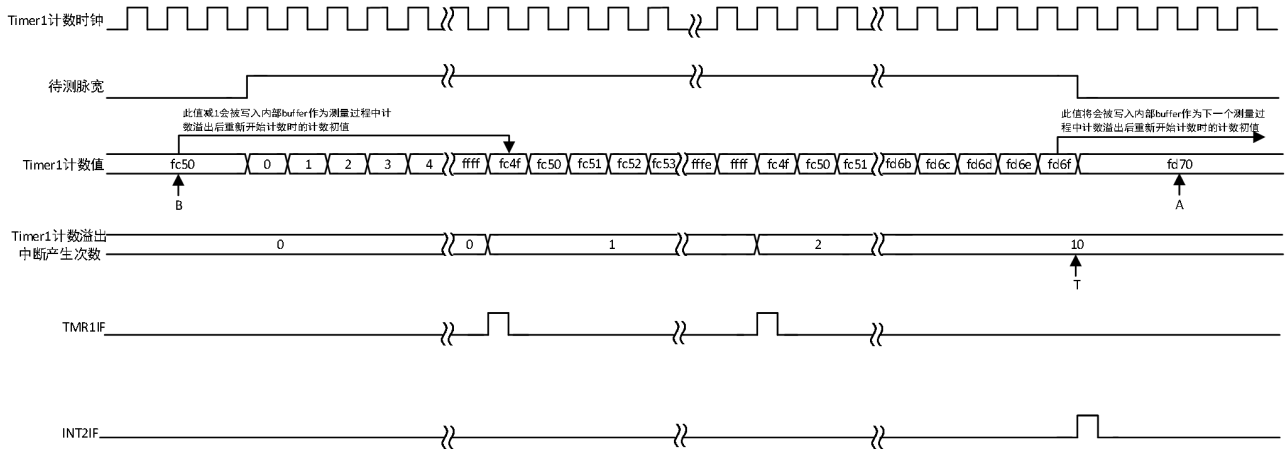 Timer1计数时钟
待测脉宽
此值减1会被写入内部buffer作为测量过程中计
数溢出后重新开始计数时的计数初值
此值将会被写入内部buffer作为下一个测量过
程中计数溢出后重新开始计数时的计数初值
Timer1计数值
fc50 0 1 2 3 4 ffff fc4f fc50 fc51 fc52 fc53 fffe ffff fc4f fc50 fc51 fd6b fd6c fd6d fd6e fd6f fd70
B A
Timer1计数溢出
中断产生次数
0 0 1 2 10
T
TMR1IF
INT2IF